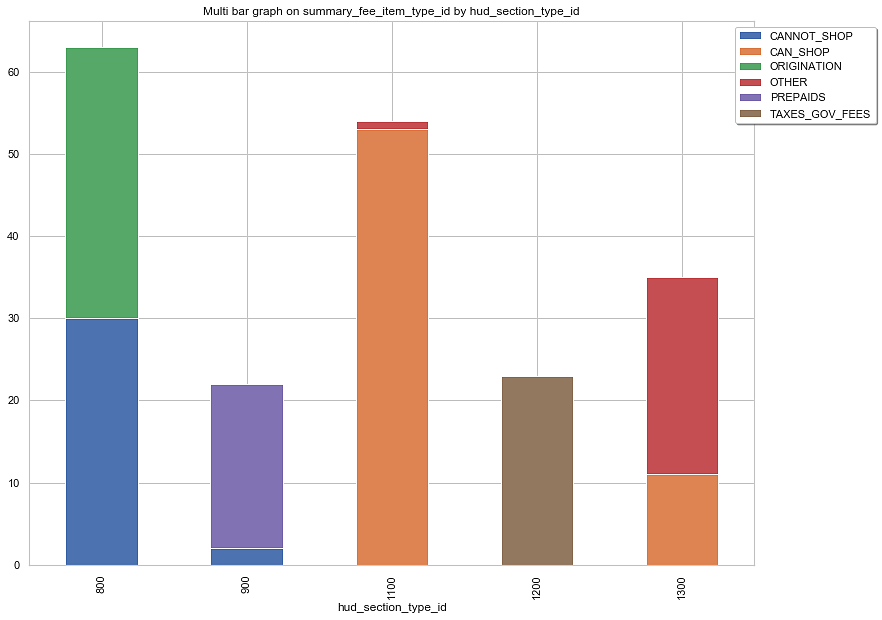 Multi bar graph on summary_fee_item_type_id by hud_section_type_id
CANNOT_SHOP
CAN_SHOP
ORIGINATION
OTHER
PREPAIDS
TAXES_GOV_FEES
60
50
40
30
20
10
0
800
900
1100
1200
1300
hud_section_type_id